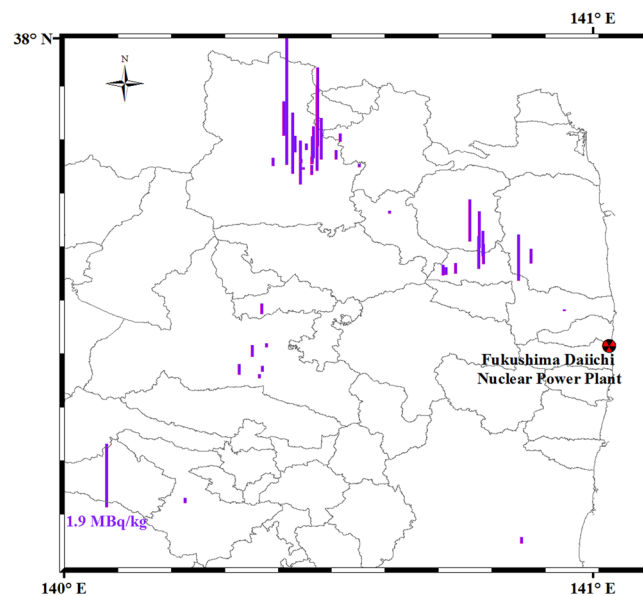 141° E
38° N
N
Fukushima Daiichi
Nuclear Power Plant
1.9 MBq/kg
140° E
141° E